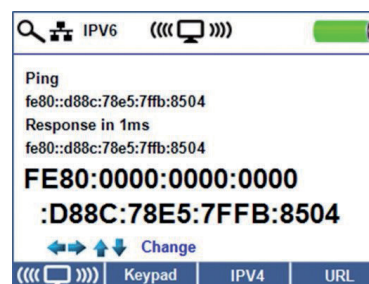 IPV6
Ping
fe80::d88c:78e5:7ffb:8504
Response in 1ms
fe80::d88c:78e5:7ffb:8504
FE80:0000:0000:0000
:D88C:78E5:7FFB:8504
Change
Keypad IPV4 URL